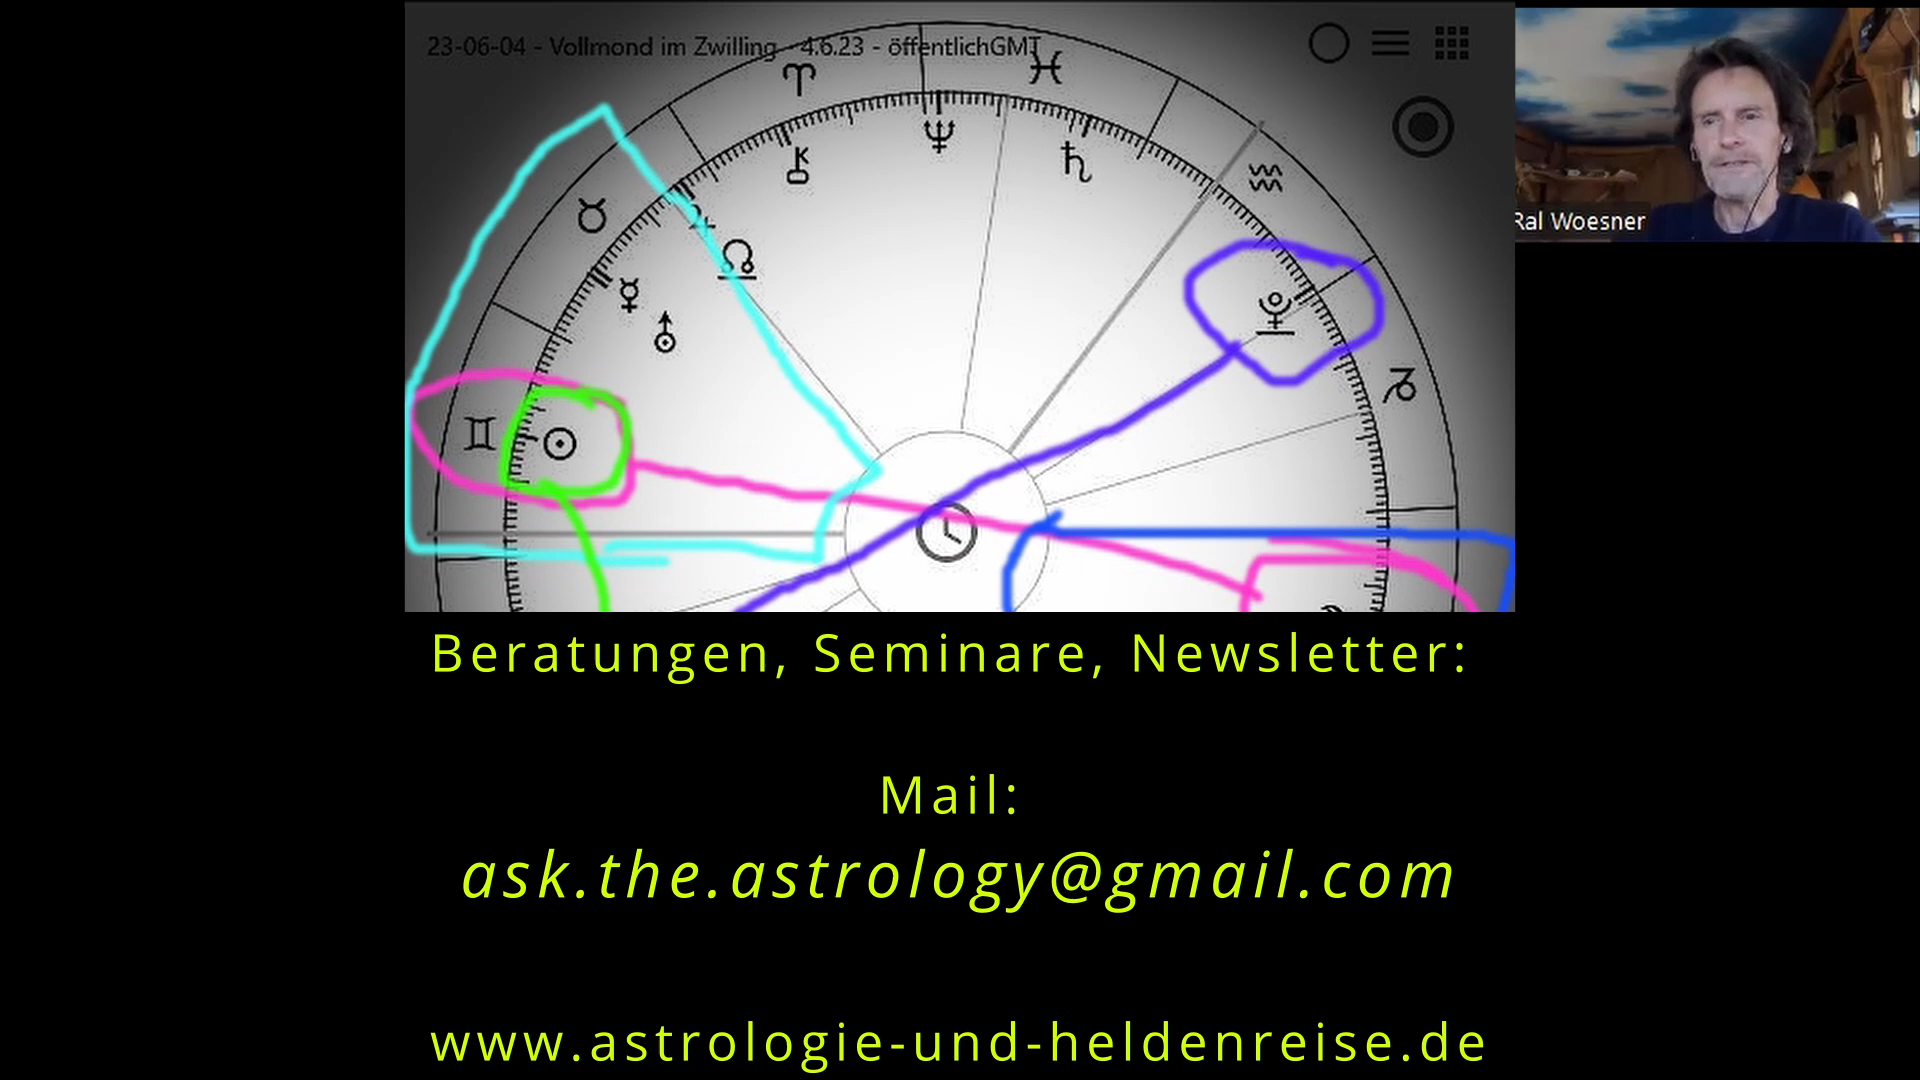 23-06-04 - Vollmond im Zwilling - 4.6.23 - öffentlichGMT
Ral Woesner
Beratungen, Seminare, Newsletter:
Mail:
ask.the.astrology@gmail.com
www.astrologie-und-heldenreise.de